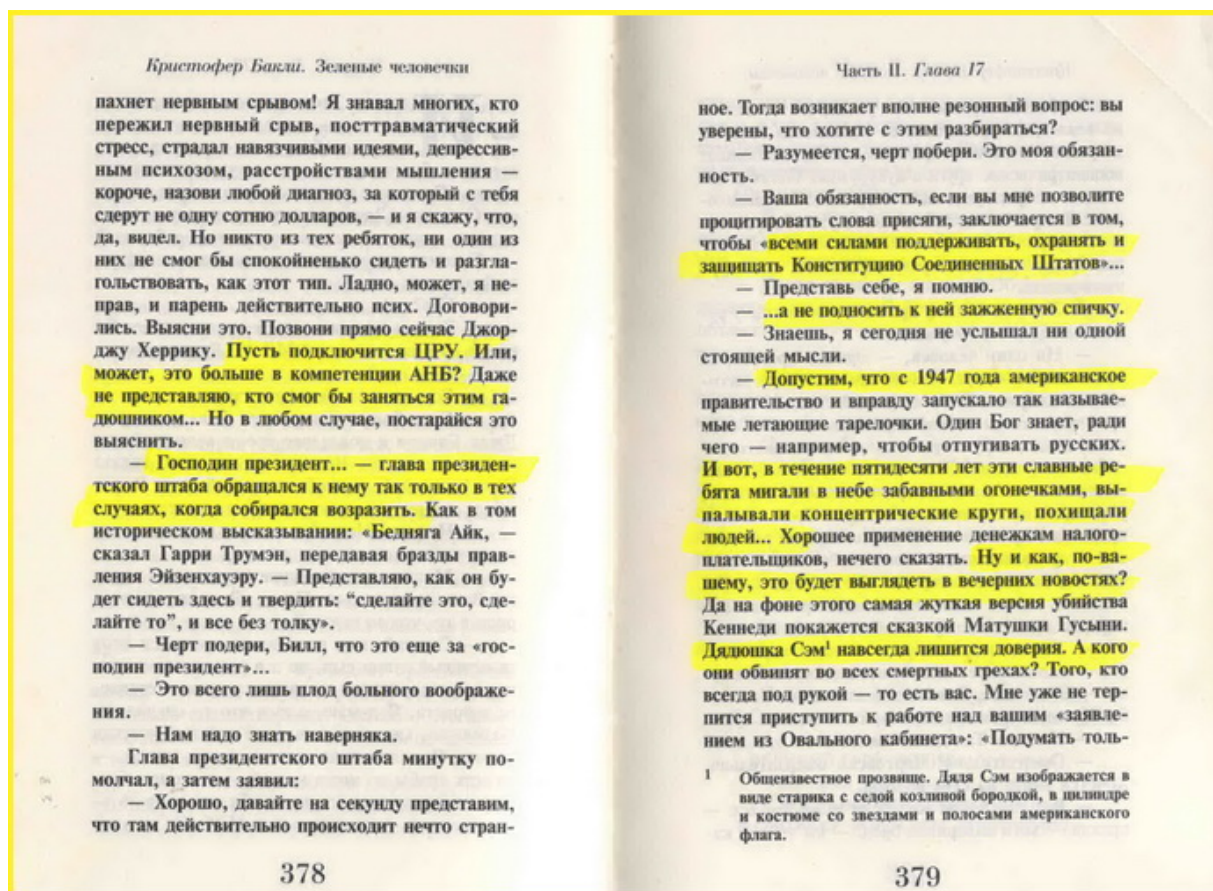 Кристофер Бакли. Зеленые человечки
пахнет нервным срывом! Я знавал многих, кто
пережил нервный срыв, посттравматический
стресс, страдал навязчивыми идеями, депрессив-
ным психозом, расстройствами мышления —
короче, назови любой диагноз, за который с тебя
сдерут не одну сотню долларов, — и я скажу, что,
да, видел. Но никто из тех ребяток, ни один из
них не смог бы спокойненько сидеть и разгла-
гольствовать, как этот тип. Ладно, может, я не-
прав, и парень действительно псих. Договори-
лись. Выясни это. Позвони прямо сейчас Джор-
джу Херрику. Пусть подключится ЦРУ. Или,
может, это больше в компетенции АНБ? Даже
не представляю, кто смог бы заняться этим га-
дюшником... Но в любом случае, постарайся это
выяснить.
— Господин президент... — глава президен-
тского штаба обращался к нему так только в тех
случаях, когда собирался возразить. Как в том
историческом высказывании: «Бедняга Айк, —
сказал Гарри Трумэн, передавая бразды прав-
ления Эйзенхауэру. — Представляю, как он бу-
дет сидеть здесь и твердить: “сделайте это, сде-
лайте то”, и все без толку».
— Черт подери, Билл, что это еще за «гос-
подин президент»...
— Это всего лишь плод больного воображе-
ния.
— Нам надо знать наверняка.
Глава президентского штаба минутку по-
молчал, а затем заявил:
— Хорошо, давайте на секунду представим,
что там действительно происходит нечто стран-
378
Часть II. Глава 17
ное. Тогда возникает вполне резонный вопрос: вы
уверены, что хотите с этим разбираться?
— Разумеется, черт побери. Это моя обязан-
ность.
— Ваша обязанность, если вы мне позволите
процитировать слова присяги, заключается в том,
чтобы «всеми силами поддерживать, охранять и
защищать Конституцию Соединенных Штатов»...
— Представь себе, я помню.
— ...а не подносить к ней зажженную спичку.
— Знаешь, я сегодня не услышал ни одной
стоящей мысли.
— Допустим, что с 1947 года американское
правительство и вправду запускало так называе-
мые летающие тарелочки. Один Бог знает, ради
чего — например, чтобы отпугивать русских.
И вот, в течение пятидесяти лет эти славные ре-
бята мигали в небе забавными огонечками, вы-
палывали концентрические круги, похищали
людей... Хорошее применение денежкам налого-
плательщиков, нечего сказать. Ну и как, по-ва-
шему, это будет выглядеть в вечерних новостях?
Да на фоне этого самая жуткая версия убийства
Кеннеди покажется сказкой Матушки Гусыни.
Дядюшка Сэм¹ навсегда лишится доверия. А кого
они обвинят во всех смертных грехах? Того, кто
всегда под рукой — то есть вас. Мне уже не тер-
пится приступить к работе над вашим «заявле-
нием из Овального кабинета»: «Подумать толь-
1 Общеизвестное прозвище. Дядя Сэм изображается в
виде старика с седой козлиной бородкой, в цилиндре
и костюме со звездами и полосами американского
флага.
379